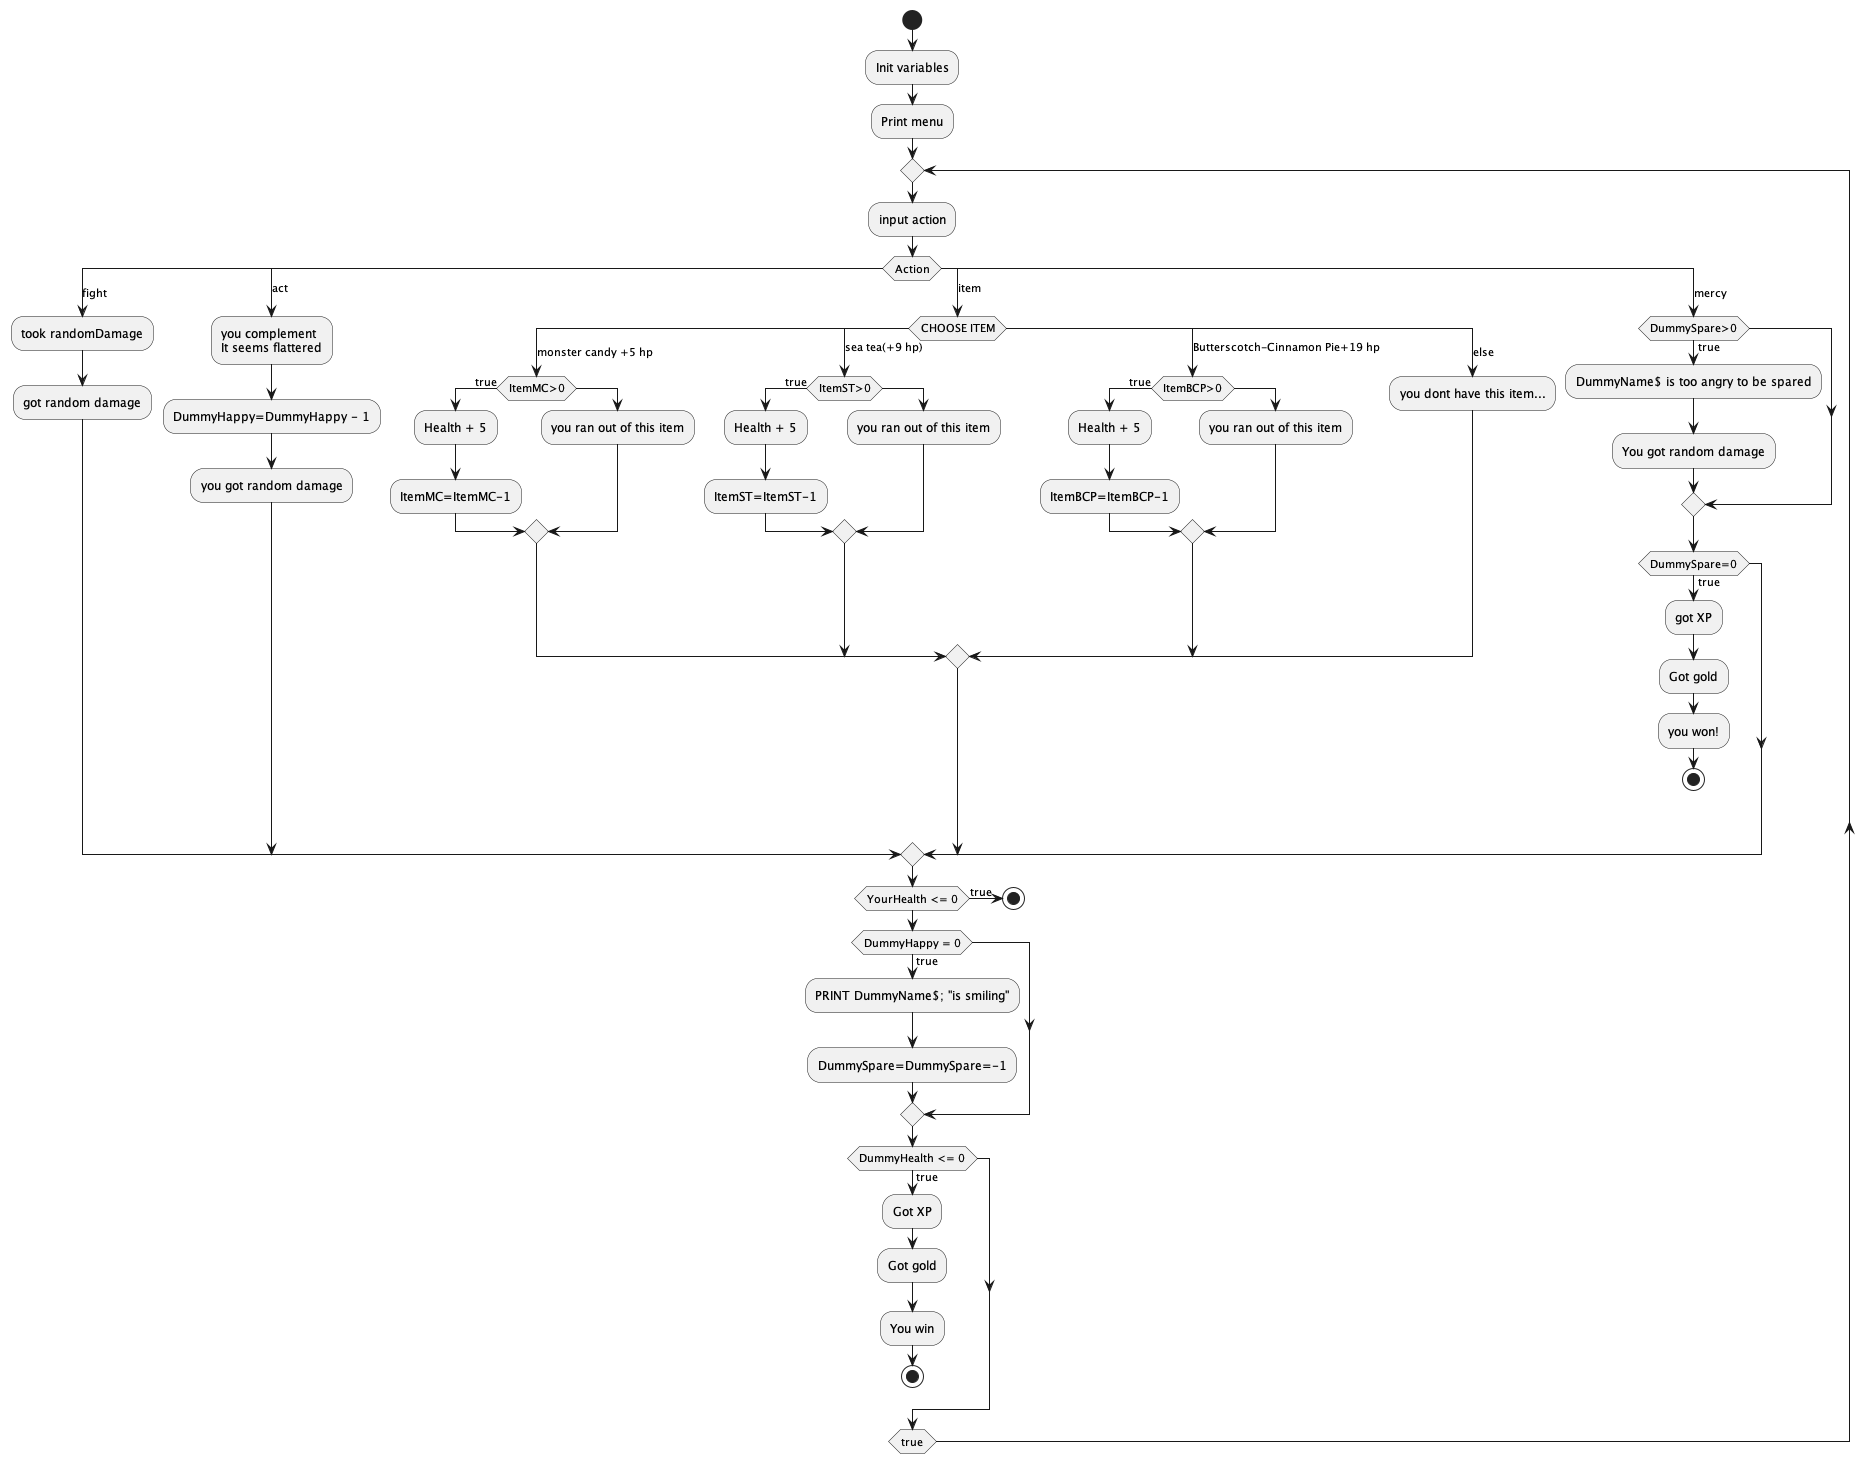 Init variables
Print menu
input action
Action
fight
took randomDamage
got random damage
act
you complement
It seems flattered
DummyHappy=DummyHappy - 1
you got random damage
item
CHOOSE ITEM
monster candy +5 hp
ItemMC>0
true
Health + 5
ItemMC=ItemMC-1
you ran out of this item
sea tea(+9 hp)
ItemST>0
true
Health + 5
ItemST=ItemST-1
you ran out of this item
Butterscotch-Cinnamon Pie+19 hp
ItemBCP>0
true
Health + 5
ItemBCP=ItemBCP-1
you ran out of this item
else
you dont have this item...
mercy
DummySpare>0
true
DummyName$ is too angry to be spared
You got random damage
DummySpare=0
true
got XP
Got gold
you won!
YourHealth <= 0
true
DummyHappy = 0
true
PRINT DummyName$; "is smiling"
DummySpare=DummySpare=-1
DummyHealth <= 0
true
Got XP
Got gold
You win
true